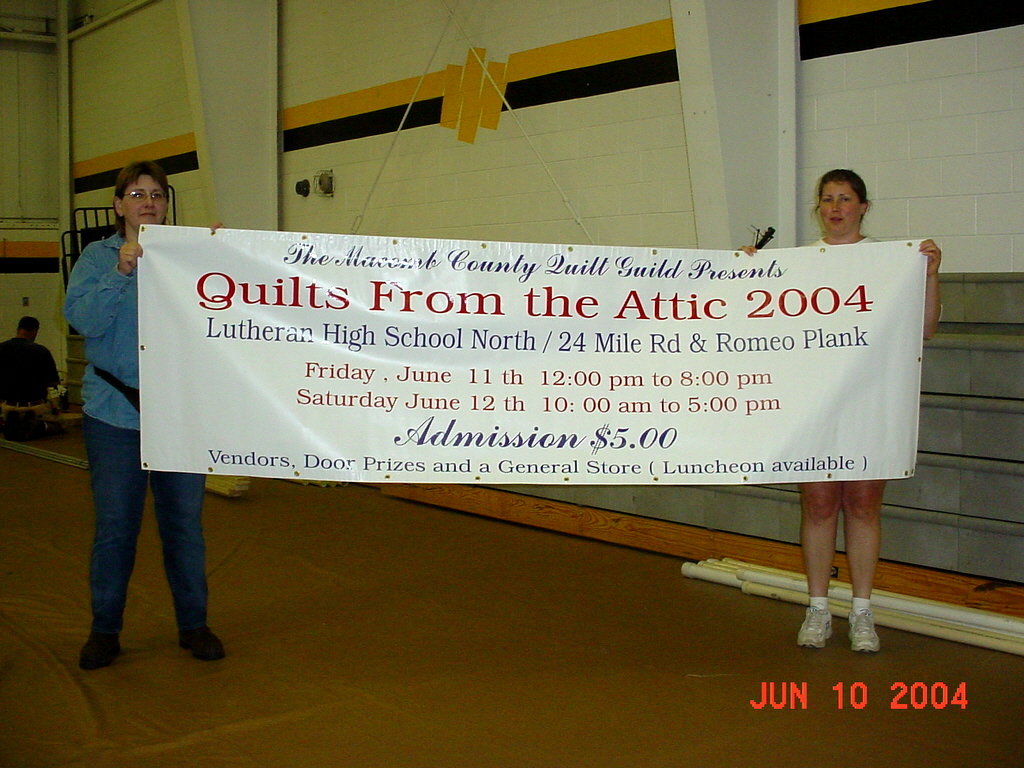 The Macomb County Quilt Guild Presents
Quilts From the Attic 2004
Lutheran High School North / 24 Mile Rd & Romeo Plank
Friday , June 11 th 12:00 pm to 8:00 pm
Saturday June 12 th 10: 00 am to 5:00 pm
Admission $5.00
Vendors, Door Prizes and a General Store ( Luncheon available )
JUN 10 2004